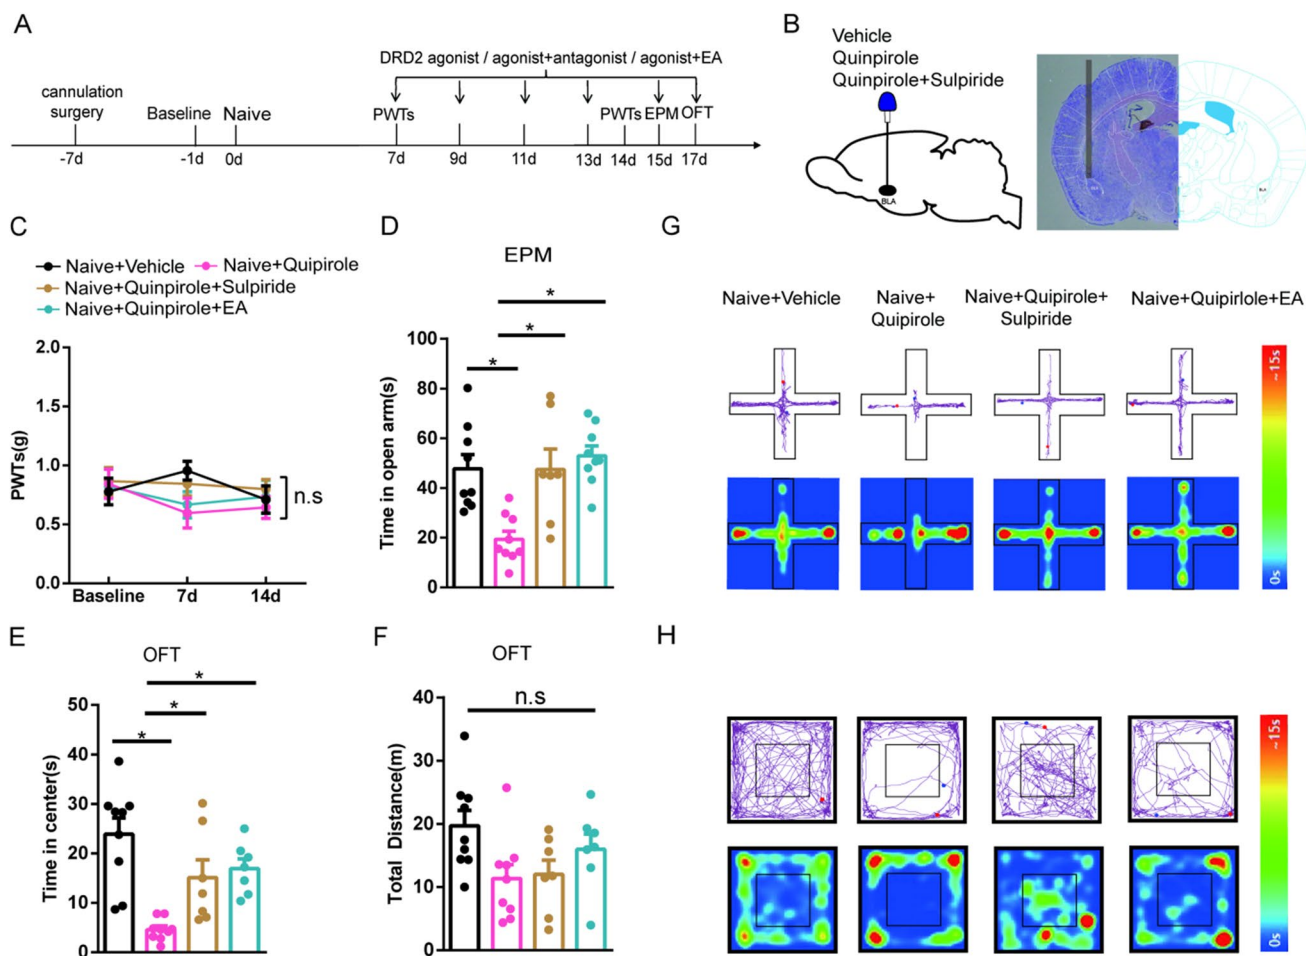 A
DRD2 agonist / agonist+antagonist / agonist+EA
cannulation
surgery
Baseline
Naive
PWTs
PWTs
EPM
OFT
-7d
-1d
0d
7d
9d
11d
13d
14d
15d
17d
B
Vehicle
Quinpirole
Quinpirole+Sulpiride
BLA
BLA
C
Naive+Vehicle
Naive+Quipirole
Naive+Quinpirole+Sulpiride
Naive+Quinpirole+EA
PWTs(g)
2.0
1.5
1.0
0.5
0.0
n.s
Baseline
7d
14d
D
EPM
*
*
*
Time in open arm(s)
100
80
60
40
20
0
G
Naive+Vehicle
Naive+
Quipirole
Naive+Quipirole+
Sulpiride
Naive+Quipirlole+EA
~15s
0s
E
OFT
*
*
*
Time in center(s)
50
40
30
20
10
0
F
OFT
n.s
Total Distance(m)
40
30
20
10
0
H
~15s
0s